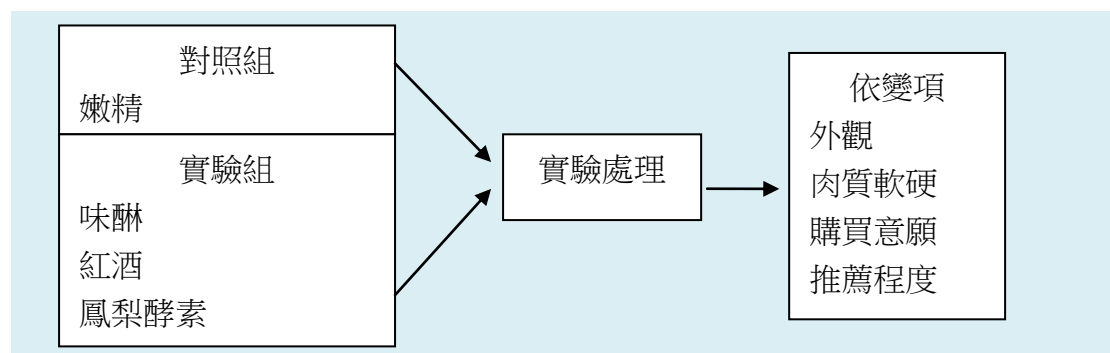 對照組
嫩精
實驗組
味醂
紅酒
鳳梨酵素
實驗處理
依變項
外觀
肉質軟硬
購買意願
推薦程度